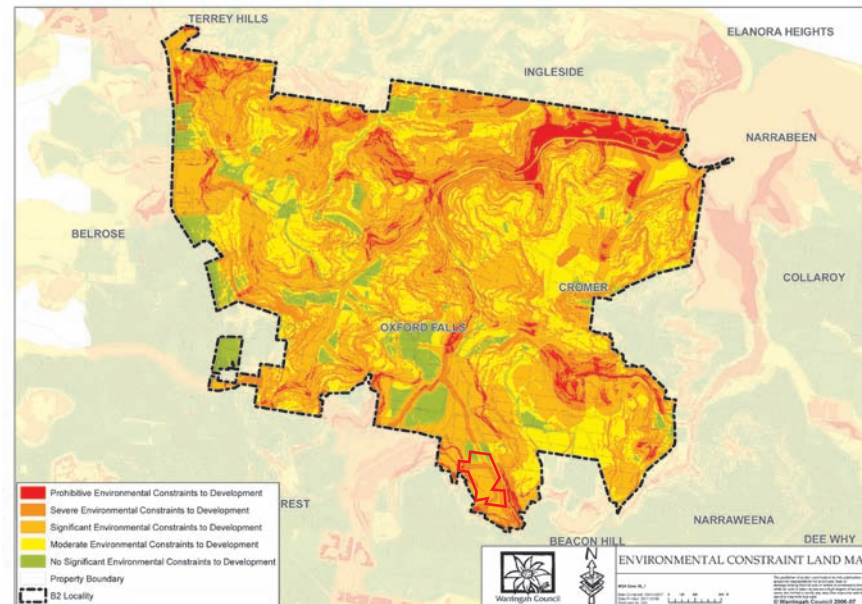 TERREY HILLS
ELANORA HEIGHTS
INGLESIDE
NARRABEEN
BELROSE
COLLAROY
CROMER
OXFORD FALLS
REST
BEACON HILL
NARRAWEENA
DEE WHY
Prohibitive Environmental Constraints to Development
Severe Environmental Constraints to Development
Significant Environmental Constraints to Development
Moderate Environmental Constraints to Development
No Significant Environmental Constraints to Development
Property Boundary
B2 Locality
Warringah Council
N
ENVIRONMENTAL CONSTRAINT LAND MA
© Warringah Council 2006-07